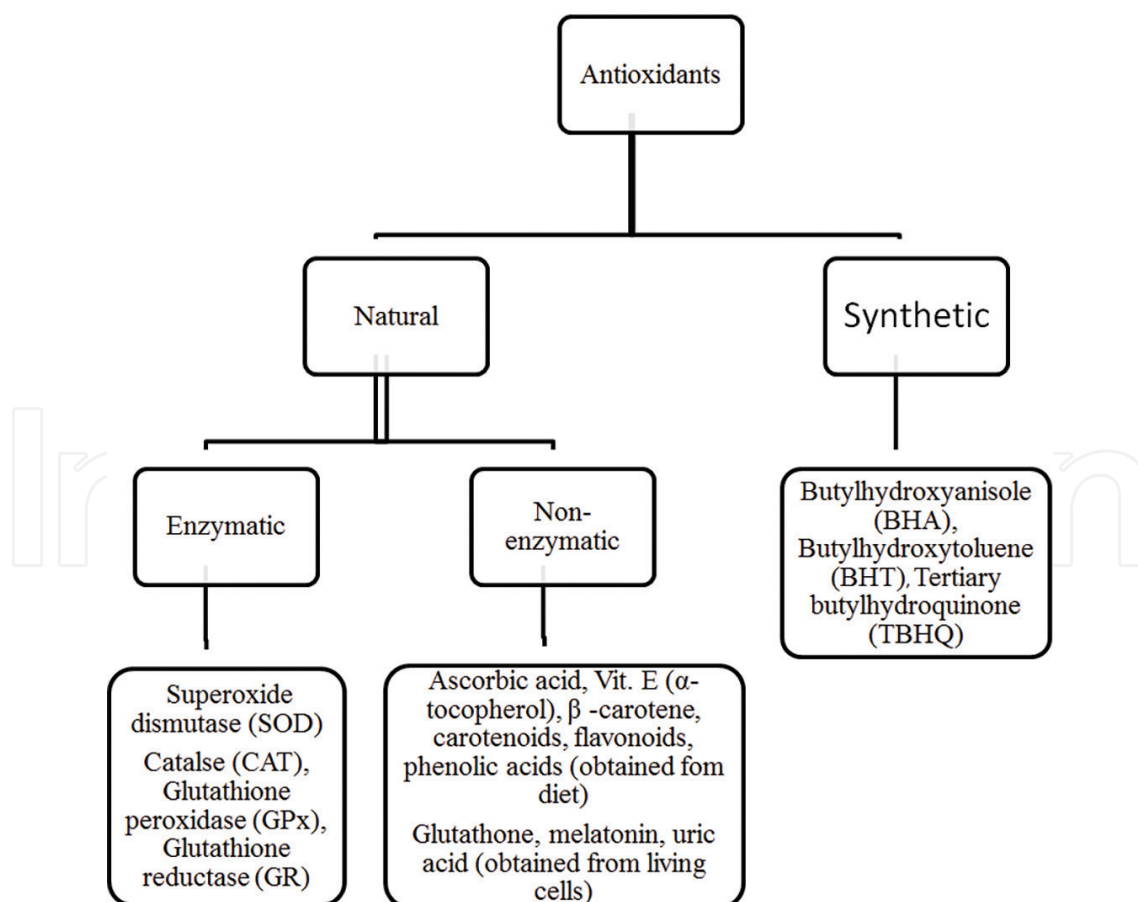 Antioxidants
Natural
Synthetic
Enzymatic
Non-
enzymatic
Butylhydroxyanisole
(BHA),
Butylhydroxytoluene
(BHT), Tertiary
butylhydroquinone
(TBHQ)
Superoxide
dismutase (SOD)
Catalse (CAT),
Glutathione
peroxidase (GPx),
Glutathione
reductase (GR)
Ascorbic acid, Vit. E (α-
tocopherol), β -carotene,
carotenoids, flavonoids,
phenolic acids (obtained fom
diet)
Glutathone, melatonin, uric
acid (obtained from living
cells)